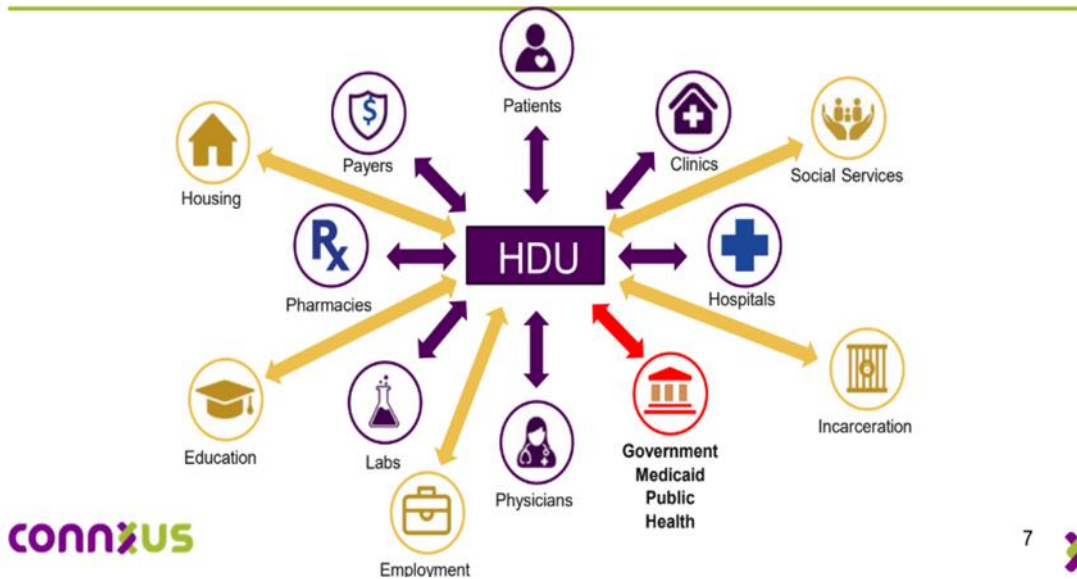 Patients
$
Payers
Clinics
Social Services
Housing
Rx
HDU
Pharmacies
Hospitals
Education
Labs
Physicians
Government
Medicaid
Public
Health
Incarceration
Employment
connxus
7